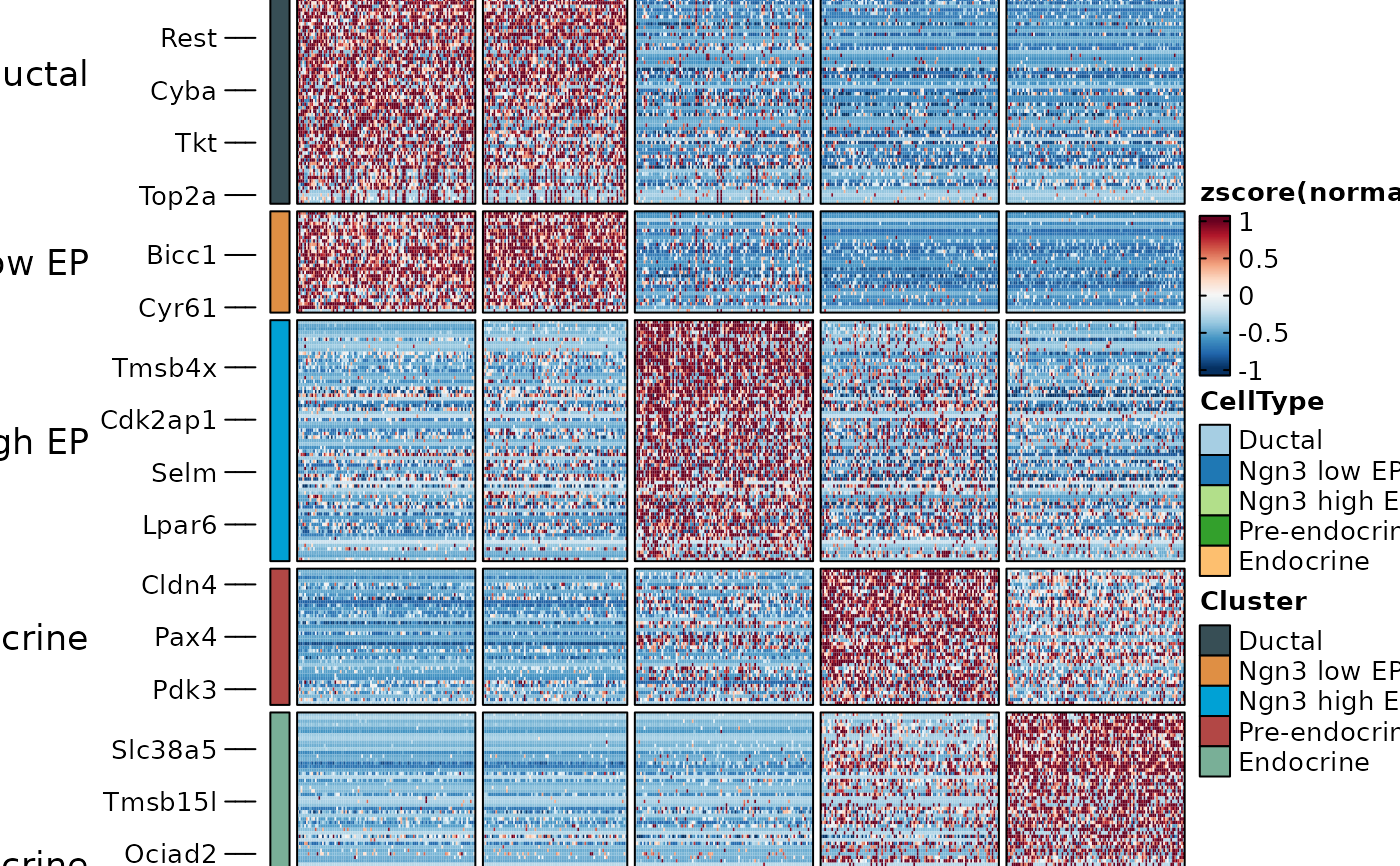 Rest
uctal
Cyba
Tkt
Top2a
ow EP
Bicc1
Cyr61
Tmsb4x
gh EP
Cdk2ap1
Selm
Lpar6
Cldn4
crine
Pax4
Pdk3
Slc38a5
Tmsb15l
Ociad2
crine
zscore(norma
1
0.5
0
-0.5
-1
CellType
Ductal
Ngn3 low EP
Ngn3 high E
Pre-endocrin
Endocrine
Cluster
Ductal
Ngn3 low EP
Ngn3 high E
Pre-endocrin
Endocrine